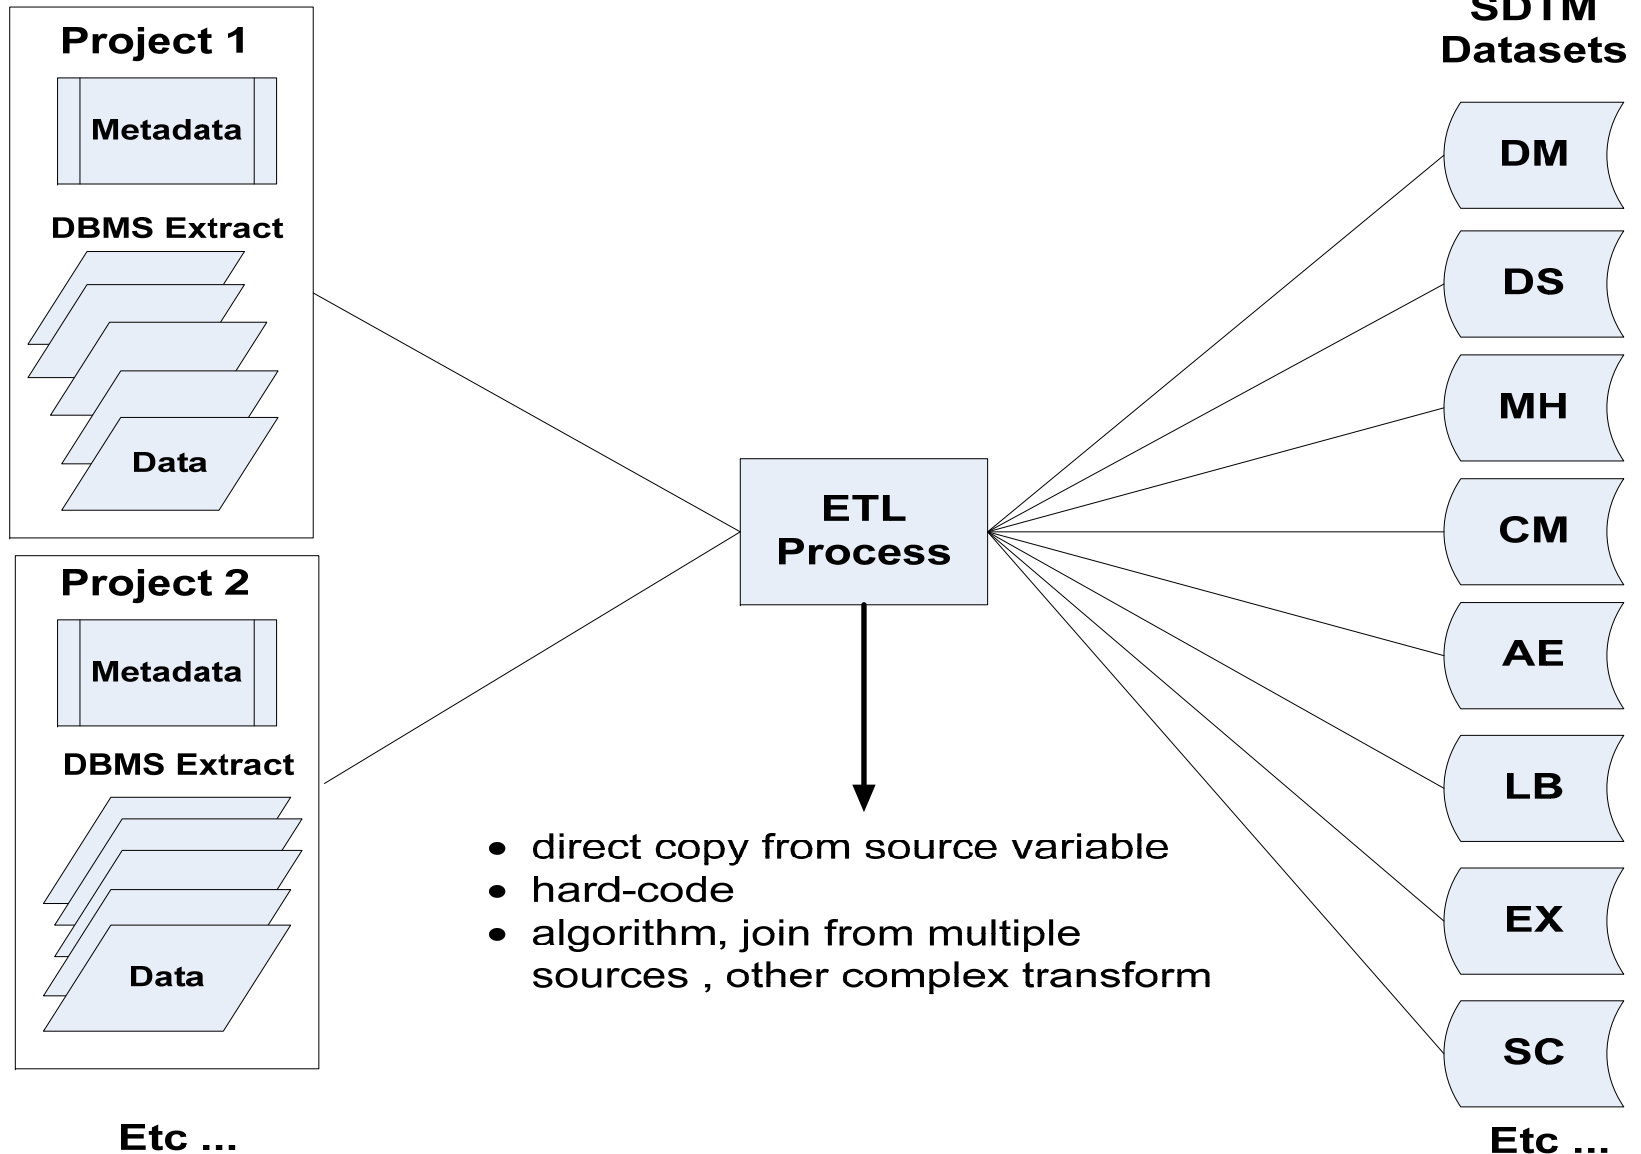 Project 1
Metadata
DBMS Extract
Data
Project 2
Metadata
DBMS Extract
Data
Etc ...
ETL
Process
• direct copy from source variable
• hard-code
• algorithm, join from multiple
sources , other complex transform
SDTM
Datasets
DM
DS
MH
CM
AE
LB
EX
SC
Etc ...